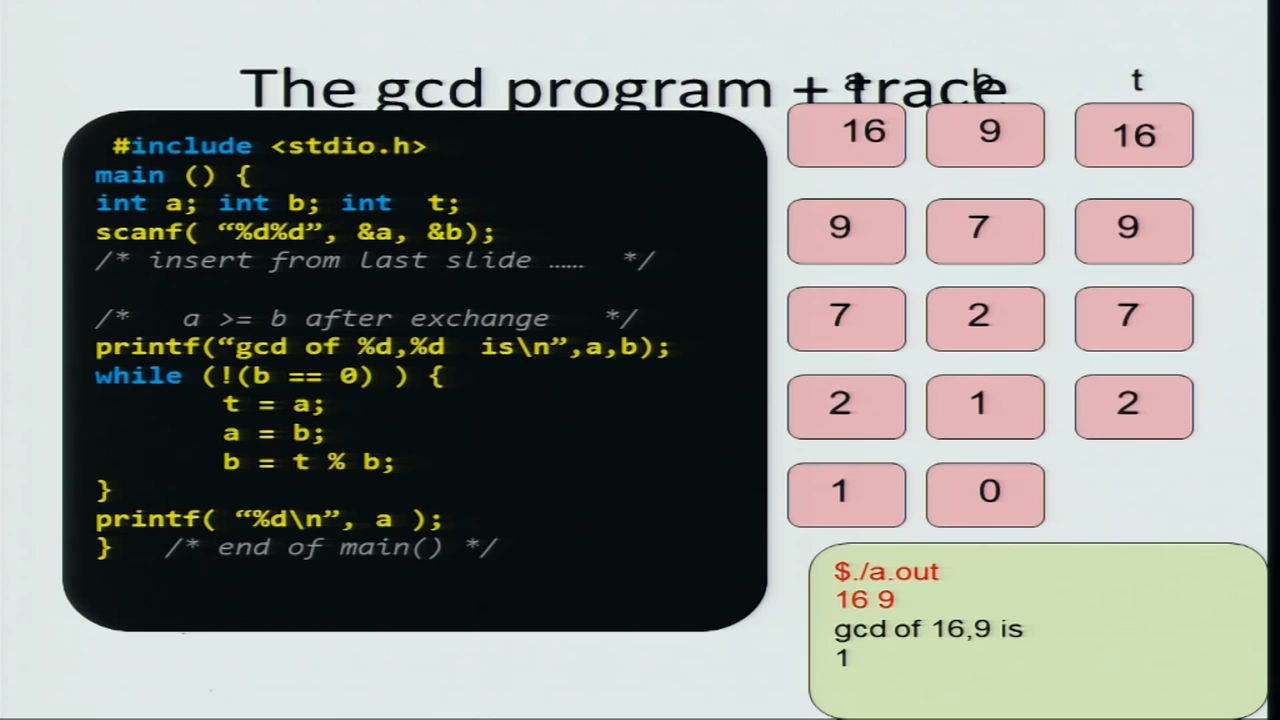 The gcd program + trace
#include <stdio.h>
main () {
int a; int b; int  t;
scanf( “%d%d”, &a, &b);
/* insert from last slide ……  */
/*   a >= b after exchange   */
printf(“gcd of %d,%d  is\n”,a,b);
while (!(b == 0) ) {
t = a;
a = b;
b = t % b;
}
printf( “%d\n”, a );
}   /* end of main() */
a b t
16 9 16
9 7 9
7 2 7
2 1 2
1 0
$./a.out
16 9
gcd of 16,9 is
1